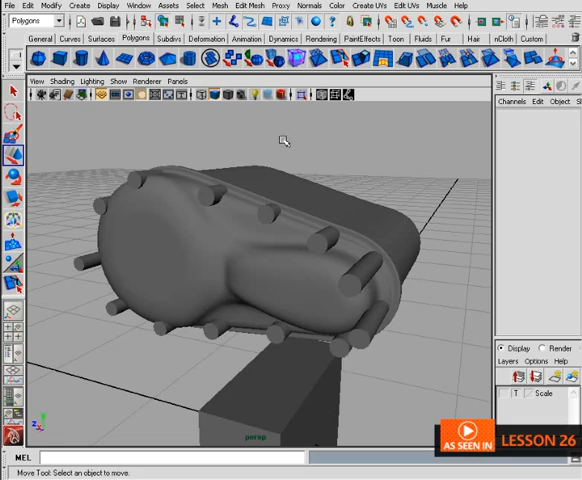 File Edit Modify Create Display Window Assets Select Mesh Edit Mesh Proxy Normals Color Create UVs Edit UVs Muscle Help
Polygons
General Curves Surfaces Polygons Subdivs Deformation Animation Dynamics Rendering PaintEffects Toon Fluids Fur Hair nCloth Custom
View Shading Lighting Show Renderer Panels
Channels Edit Object
persp
Display Render
Layers Options Help
T Scale
AS SEEN IN LESSON 26
MEL
Move Tool: Select an object to move.